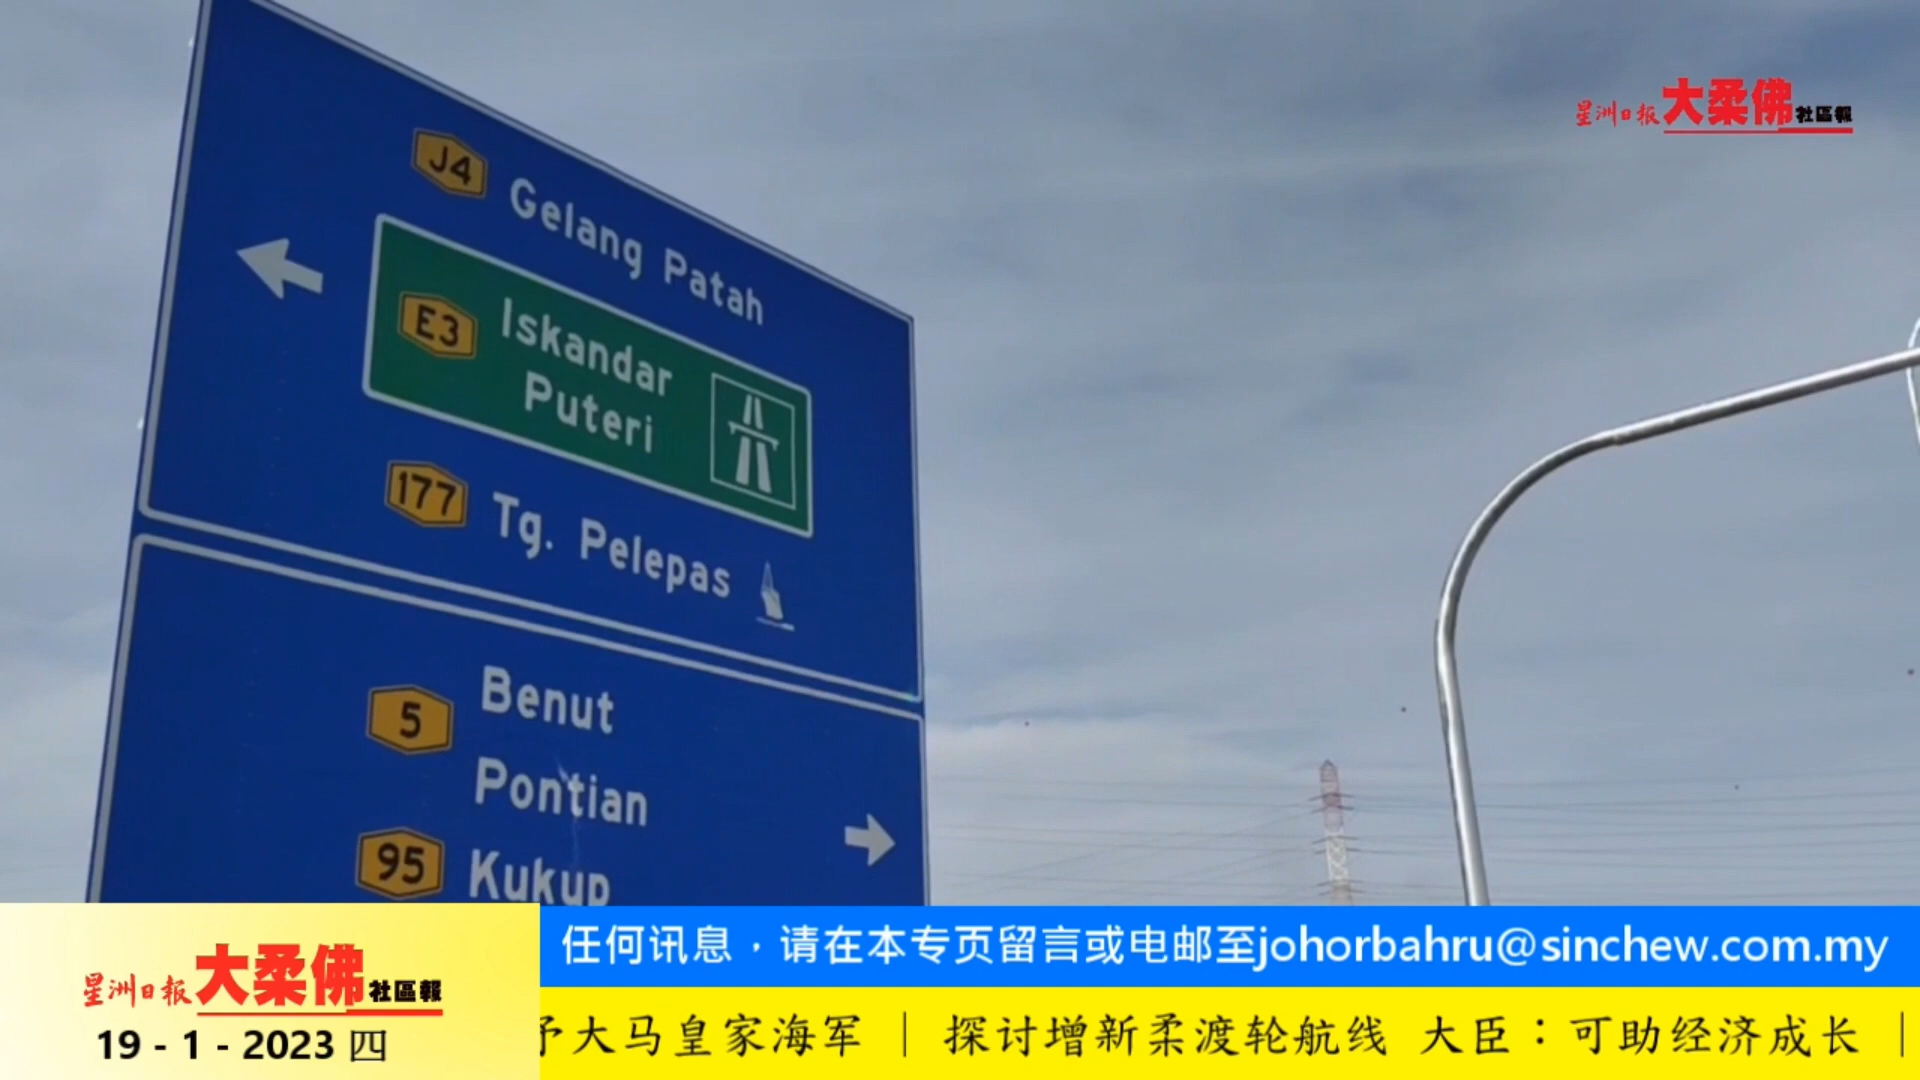 星洲日报 大柔佛 社區報
J4 Gelang Patah
E3 Iskandar
Puteri
177 Tg. Pelepas
5 Benut
Pontian
95 Kukup
任何讯息，请在本专页留言或电邮至johorbahru@sinchew.com.my
星洲日报 大柔佛 社區報
19 - 1 - 2023 四
大马皇家海军 | 探讨增新柔渡轮航线 大臣：可助经济成长 |